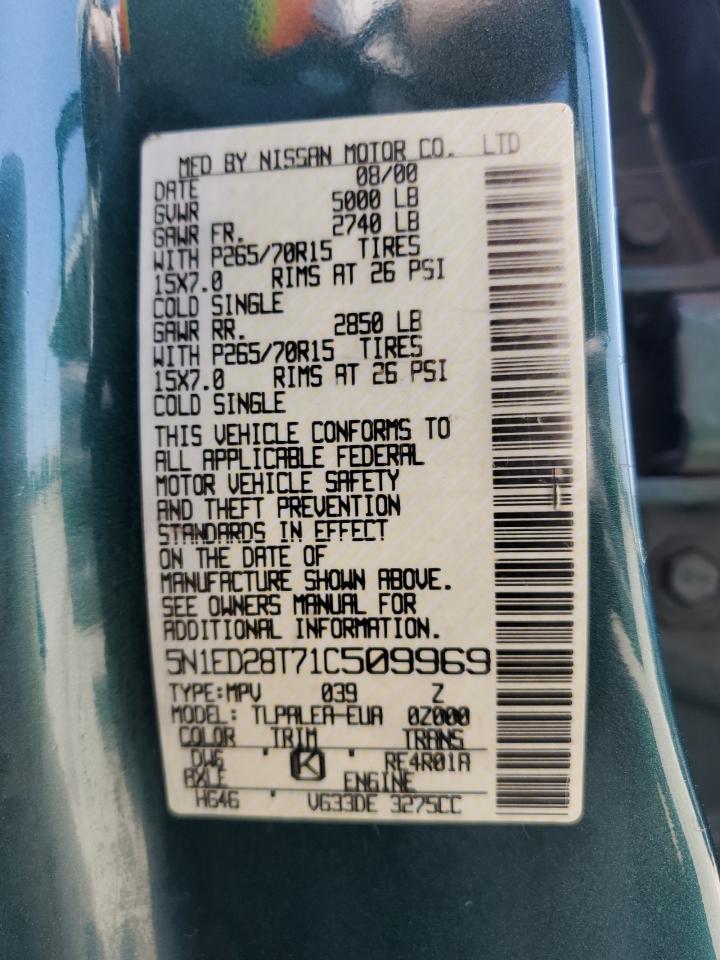 MFD BY NISSAN MOTOR CO. LTD
DATE 08/00
GVWR 5000 LB
GAWR FR. 2740 LB
WITH P265/70R15 TIRES
15X7.0 RIMS AT 26 PSI
COLD SINGLE
GAWR RR. 2850 LB
WITH P265/70R15 TIRES
15X7.0 RIMS AT 26 PSI
COLD SINGLE
THIS VEHICLE CONFORMS TO
ALL APPLICABLE FEDERAL
MOTOR VEHICLE SAFETY
AND THEFT PREVENTION
STANDARDS IN EFFECT
ON THE DATE OF
MANUFACTURE SHOWN ABOVE.
SEE OWNERS MANUAL FOR
ADDITIONAL INFORMATION.
5N1ED28T71C509969
TYPE:MPV 039 Z
MODEL: TLPALEA-EUA 0Z000
COLOR TRIM TRANS
DW6 K RE4R01A
AXLE ENGINE
H646 VG33DE 3275CC